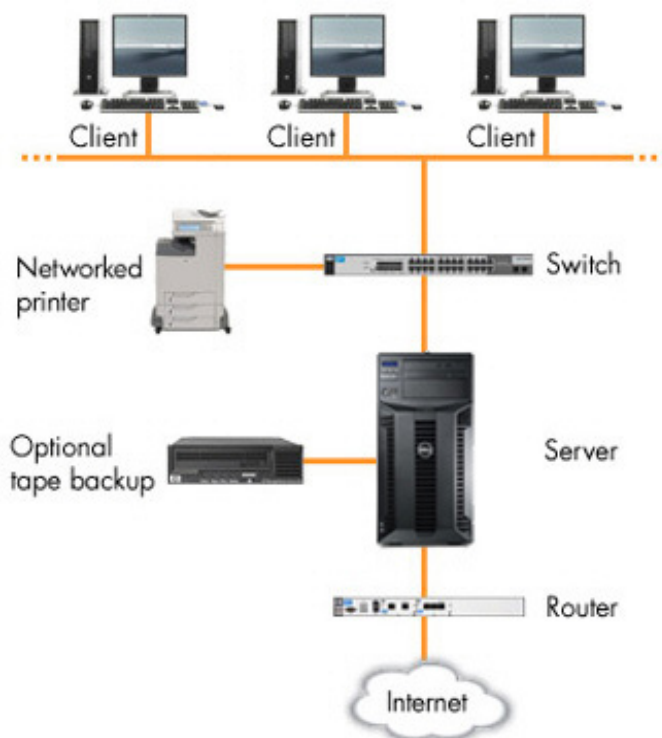 Client
Client
Client
Networked
printer
Switch
Optional
tape backup
Server
Router
Internet